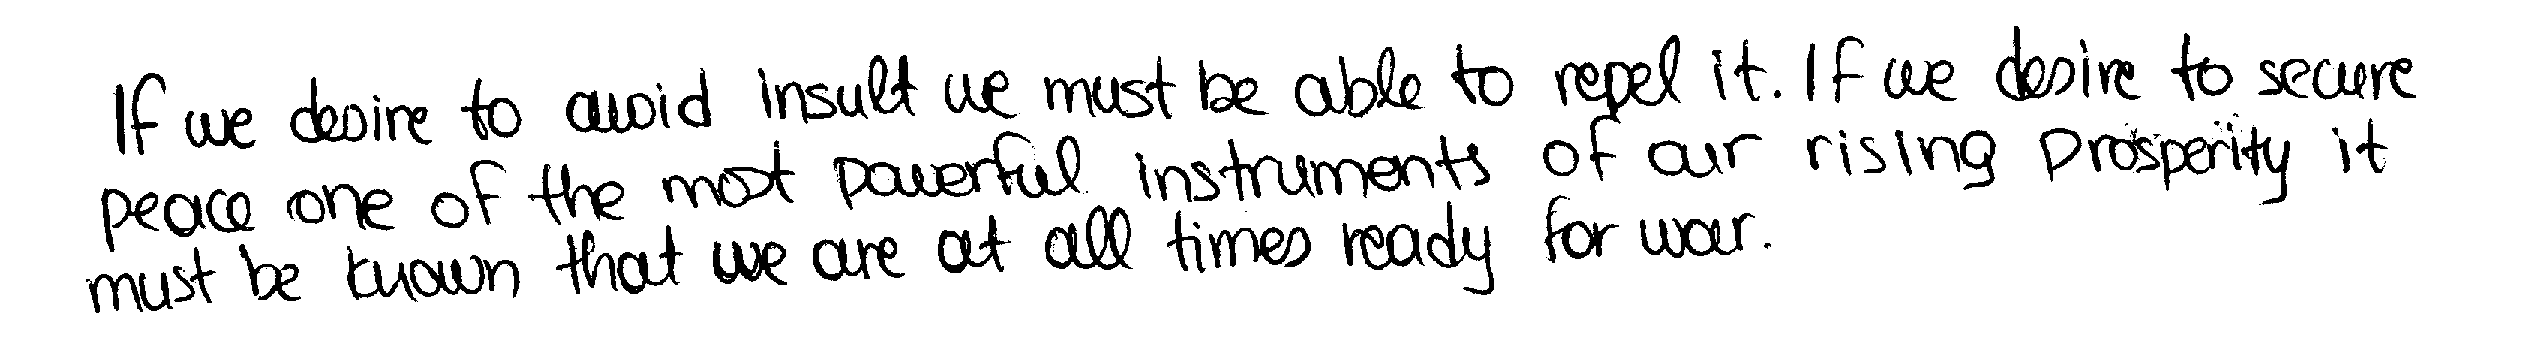 If we desire to avoid insult we must be able to repel it. If we desire to secure
peace one of the most powerful instruments of our rising prosperity it
must be known that we are at all times ready for war.